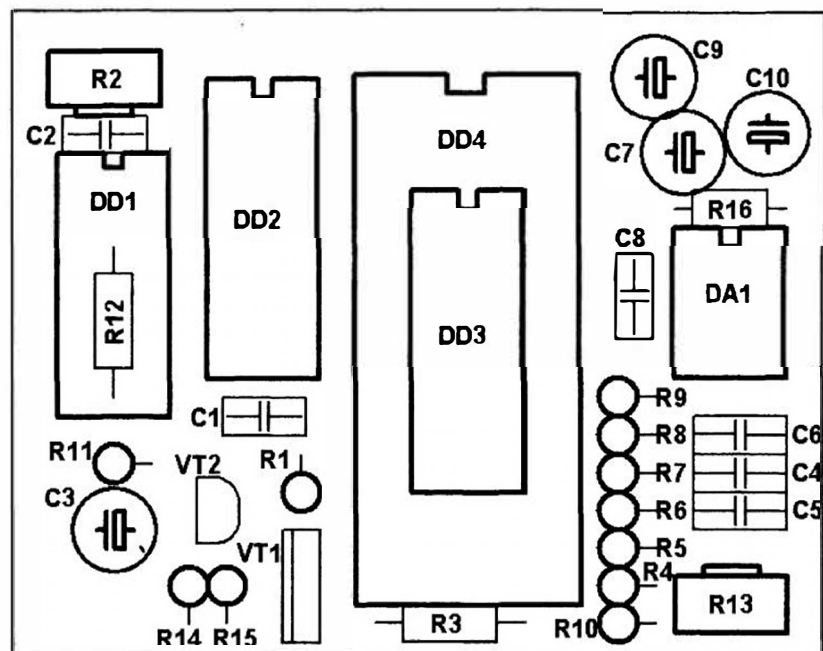 C9
R2
C10
C2
DD4
C7
DD1
DD2
R16
C8
DA1
R12
DD3
R9
C1
R8
C6
R11
R1
VT2
R7
C4
C3
R6
C5
VT1
R5
R4
R13
R3
R10
R14
R15